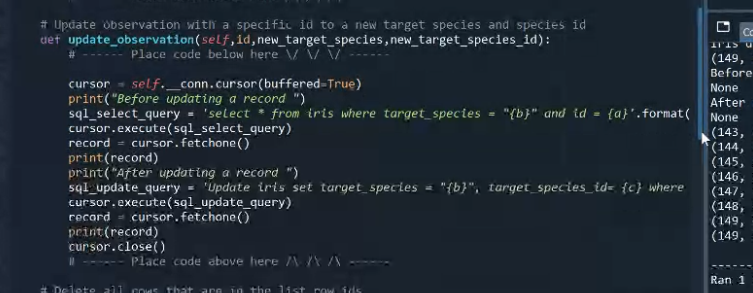 # Update observation with a specific id to a new target species and species id
def update_observation(self,id,new_target_species,new_target_species_id):
# ------ Place code below here \/ \/ \/ ------
cursor = self.__conn.cursor(buffered=True)
print("Before updating a record ")
sql_select_query = 'select * from iris where target_species = "{b}" and id = {a}'.format(
cursor.execute(sql_select_query)
record = cursor.fetchone()
print(record)
print("After updating a record ")
sql_update_query = 'Update iris set target_species = "{b}", target_species_id= {c} where
cursor.execute(sql_update_query)
record = cursor.fetchone()
print(record)
cursor.close()
# ------ Place code above here /\ /\ /\ ------
# Delete all rows that are in the list row_ids
(149,
Before
None
After
None
(143,
(144,
(145,
(146,
(147,
(148,
(149,
(149,
------
Ran 1